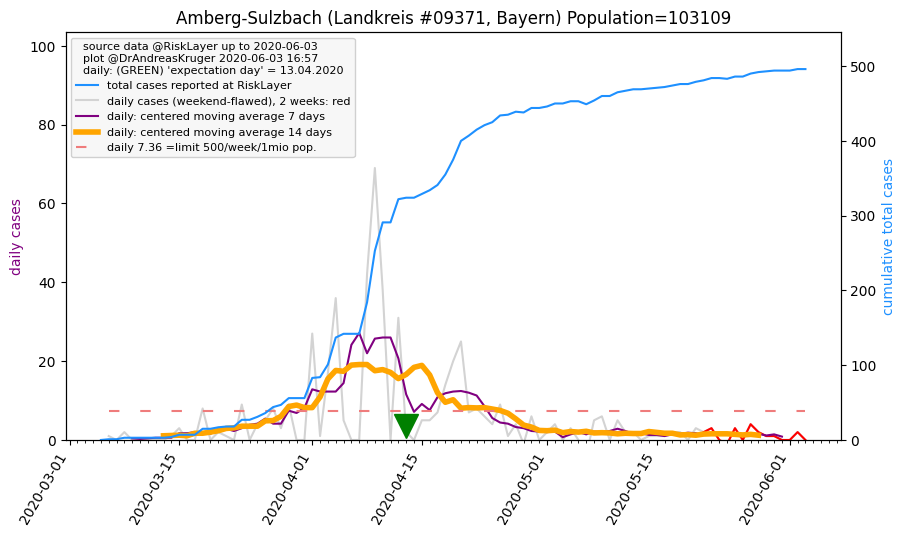 Amberg-Sulzbach (Landkreis #09371, Bayern) Population=103109
source data @RiskLayer up to 2020-06-03
plot @DrAndreasKruger 2020-06-03 16:57
daily: (GREEN) 'expectation day' = 13.04.2020
total cases reported at RiskLayer
daily cases (weekend-flawed), 2 weeks: red
daily: centered moving average 7 days
daily: centered moving average 14 days
daily 7.36 =limit 500/week/1mio pop.
daily cases
100
80
60
40
20
0
cumulative total cases
500
400
300
200
100
0
2020-03-01
2020-03-15
2020-04-01
2020-04-15
2020-05-01
2020-05-15
2020-06-01